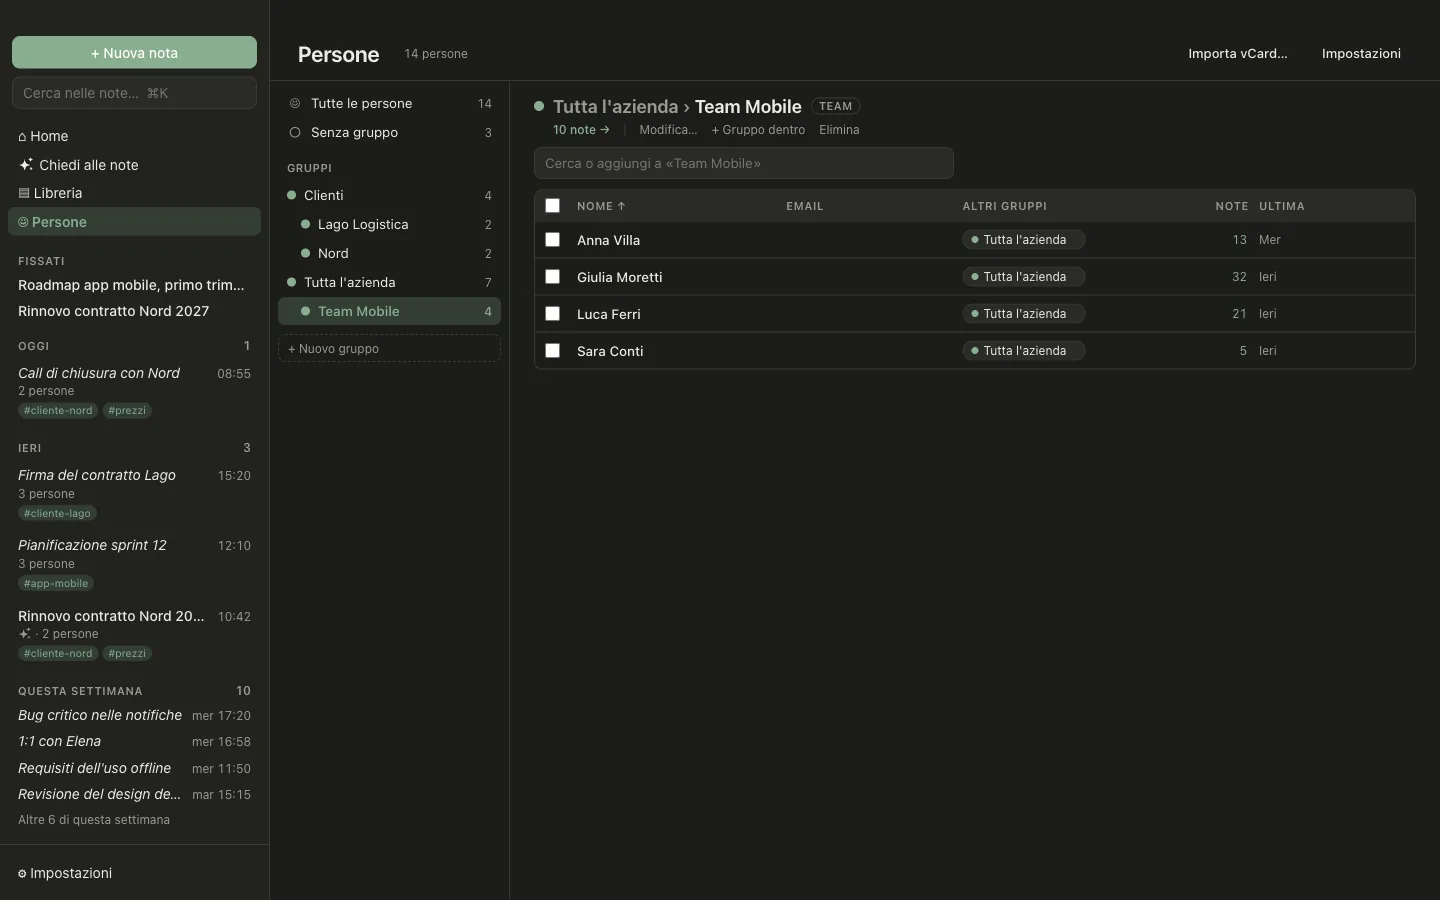 + Nuova nota
Cerca nelle note... ⌘K
Home
Chiedi alle note
Libreria
Persone
FISSATI
Roadmap app mobile, primo trim...
Rinnovo contratto Nord 2027
OGGI 1
Call di chiusura con Nord 08:55
2 persone
#cliente-nord #prezzi
IERI 3
Firma del contratto Lago 15:20
3 persone
#cliente-lago
Pianificazione sprint 12 12:10
3 persone
#app-mobile
Rinnovo contratto Nord 20... 10:42
· 2 persone
#cliente-nord #prezzi
QUESTA SETTIMANA 10
Bug critico nelle notifiche mer 17:20
1:1 con Elena mer 16:58
Requisiti dell'uso offline mer 11:50
Revisione del design de... mar 15:15
Altre 6 di questa settimana
Impostazioni
Persone 14 persone
Importa vCard... Impostazioni
Tutte le persone 14
Senza gruppo 3
GRUPPI
Clienti 4
Lago Logistica 2
Nord 2
Tutta l'azienda 7
Team Mobile 4
+ Nuovo gruppo
Tutta l'azienda › Team Mobile TEAM
10 note → Modifica... + Gruppo dentro Elimina
Cerca o aggiungi a «Team Mobile»
NOME ↑ EMAIL ALTRI GRUPPI NOTE ULTIMA
Anna Villa Tutta l'azienda 13 Mer
Giulia Moretti Tutta l'azienda 32 Ieri
Luca Ferri Tutta l'azienda 21 Ieri
Sara Conti Tutta l'azienda 5 Ieri